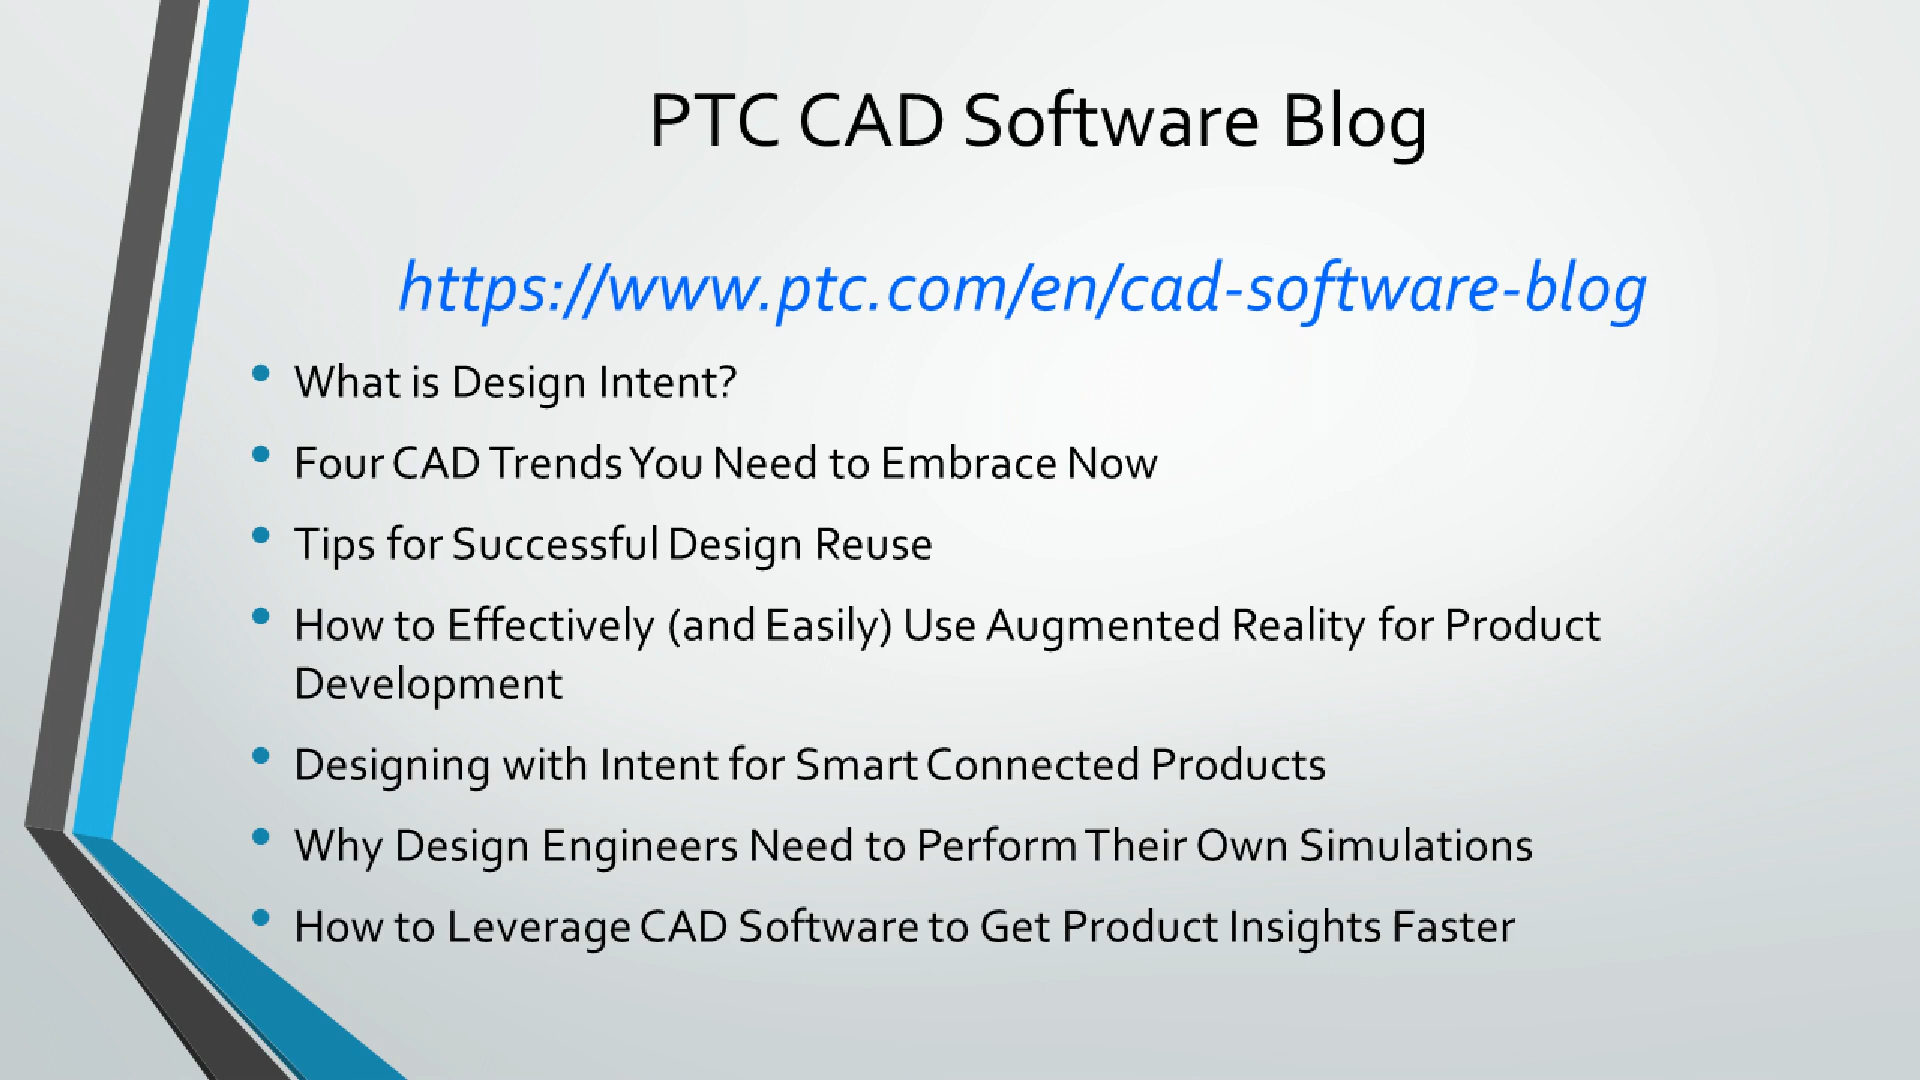 PTC CAD Software Blog
https://www.ptc.com/en/cad-software-blog
• What is Design Intent?
• Four CAD Trends You Need to Embrace Now
• Tips for Successful Design Reuse
• How to Effectively (and Easily) Use Augmented Reality for Product
Development
• Designing with Intent for Smart Connected Products
• Why Design Engineers Need to Perform Their Own Simulations
• How to Leverage CAD Software to Get Product Insights Faster